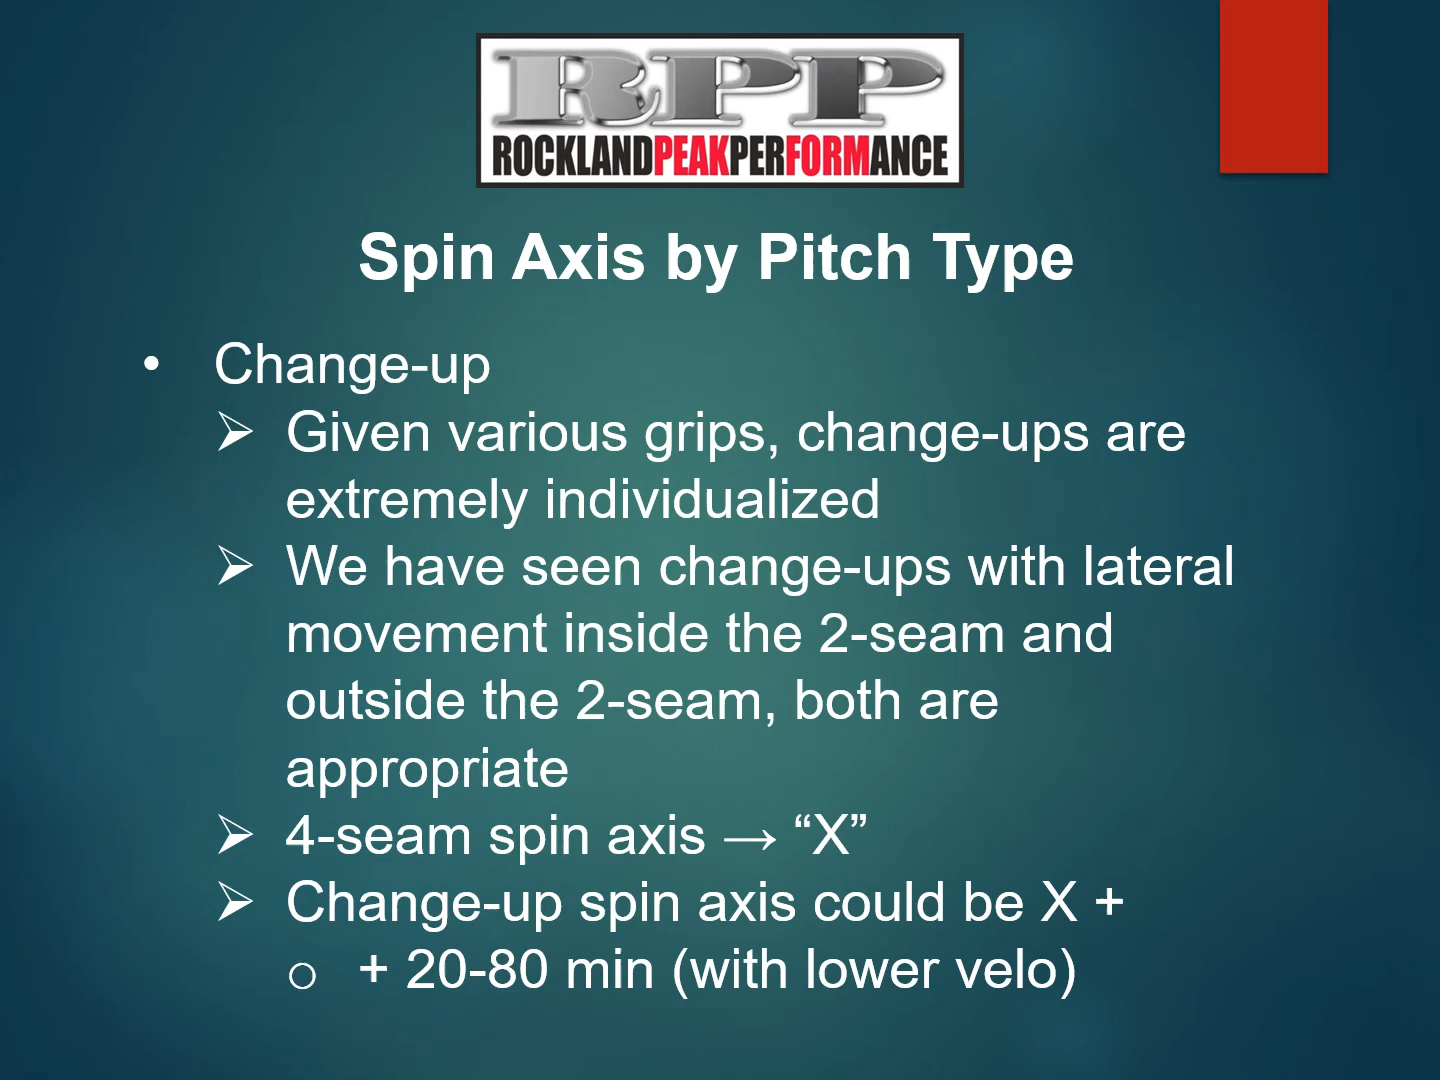 RPP
ROCKLANDPEAKPERFORMANCE
Spin Axis by Pitch Type
• Change-up
➢ Given various grips, change-ups are
extremely individualized
➢ We have seen change-ups with lateral
movement inside the 2-seam and
outside the 2-seam, both are
appropriate
➢ 4-seam spin axis → “X”
➢ Change-up spin axis could be X +
o + 20-80 min (with lower velo)